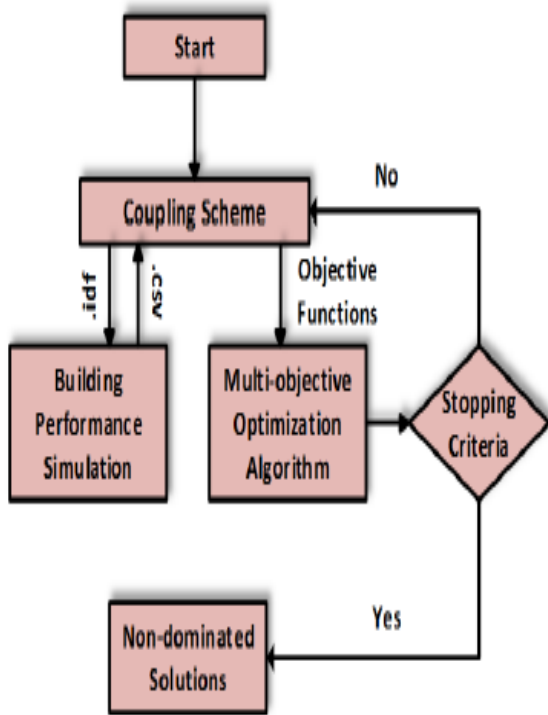 Start
No
Coupling Scheme
.idf
.csv
Objective
Functions
Building
Performance
Simulation
Multi-objective
Optimization
Algorithm
Stopping
Criteria
Yes
Non-dominated
Solutions